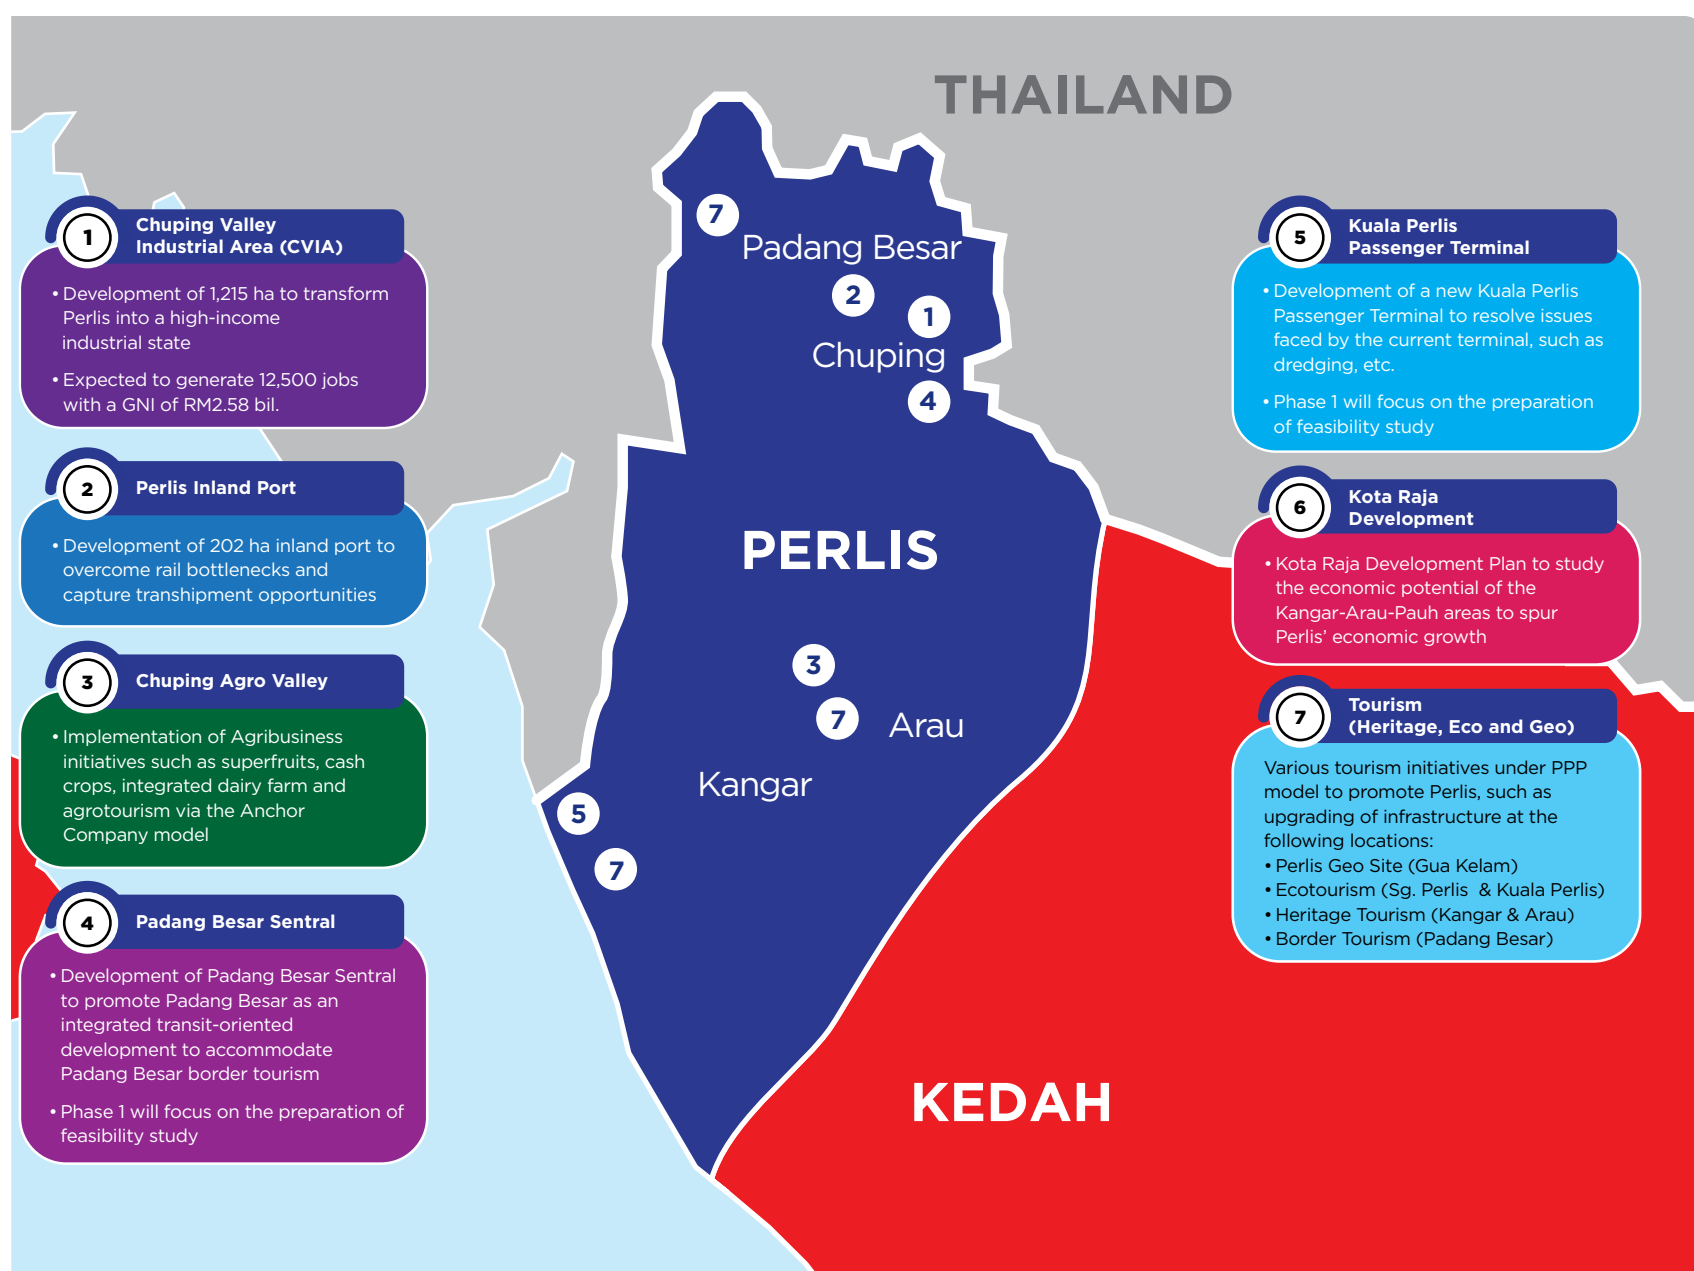 THAILAND
1
Chuping Valley
Industrial Area (CVIA)
• Development of 1,215 ha to transform
Perlis into a high-income
industrial state
• Expected to generate 12,500 jobs
with a GNI of RM2.58 bil.
2
Perlis Inland Port
• Development of 202 ha inland port to
overcome rail bottlenecks and
capture transhipment opportunities
3
Chuping Agro Valley
• Implementation of Agribusiness
initiatives such as superfruits, cash
crops, integrated dairy farm and
agrotourism via the Anchor
Company model
4
Padang Besar Sentral
• Development of Padang Besar Sentral
to promote Padang Besar as an
integrated transit-oriented
development to accommodate
Padang Besar border tourism
• Phase 1 will focus on the preparation of
feasibility study
7
Padang Besar
2
1
Chuping
4
PERLIS
3
7
Arau
Kangar
5
7
KEDAH
5
Kuala Perlis
Passenger Terminal
• Development of a new Kuala Perlis
Passenger Terminal to resolve issues
faced by the current terminal, such as
dredging, etc.
• Phase 1 will focus on the preparation
of feasibility study
6
Kota Raja
Development
• Kota Raja Development Plan to study
the economic potential of the
Kangar-Arau-Pauh areas to spur
Perlis' economic growth
7
Tourism
(Heritage, Eco and Geo)
Various tourism initiatives under PPP
model to promote Perlis, such as
upgrading of infrastructure at the
following locations:
• Perlis Geo Site (Gua Kelam)
• Ecotourism (Sg. Perlis & Kuala Perlis)
• Heritage Tourism (Kangar & Arau)
• Border Tourism (Padang Besar)